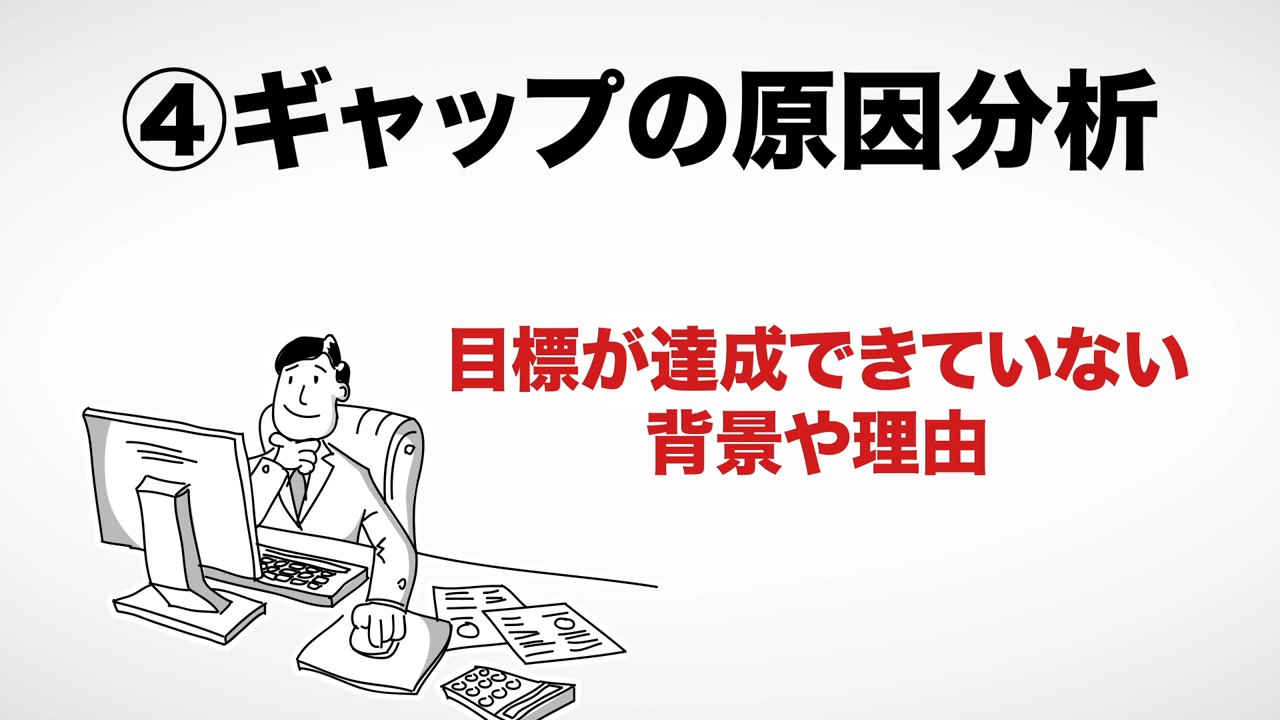 ④ギャップの原因分析
目標が達成できていない
背景や理由